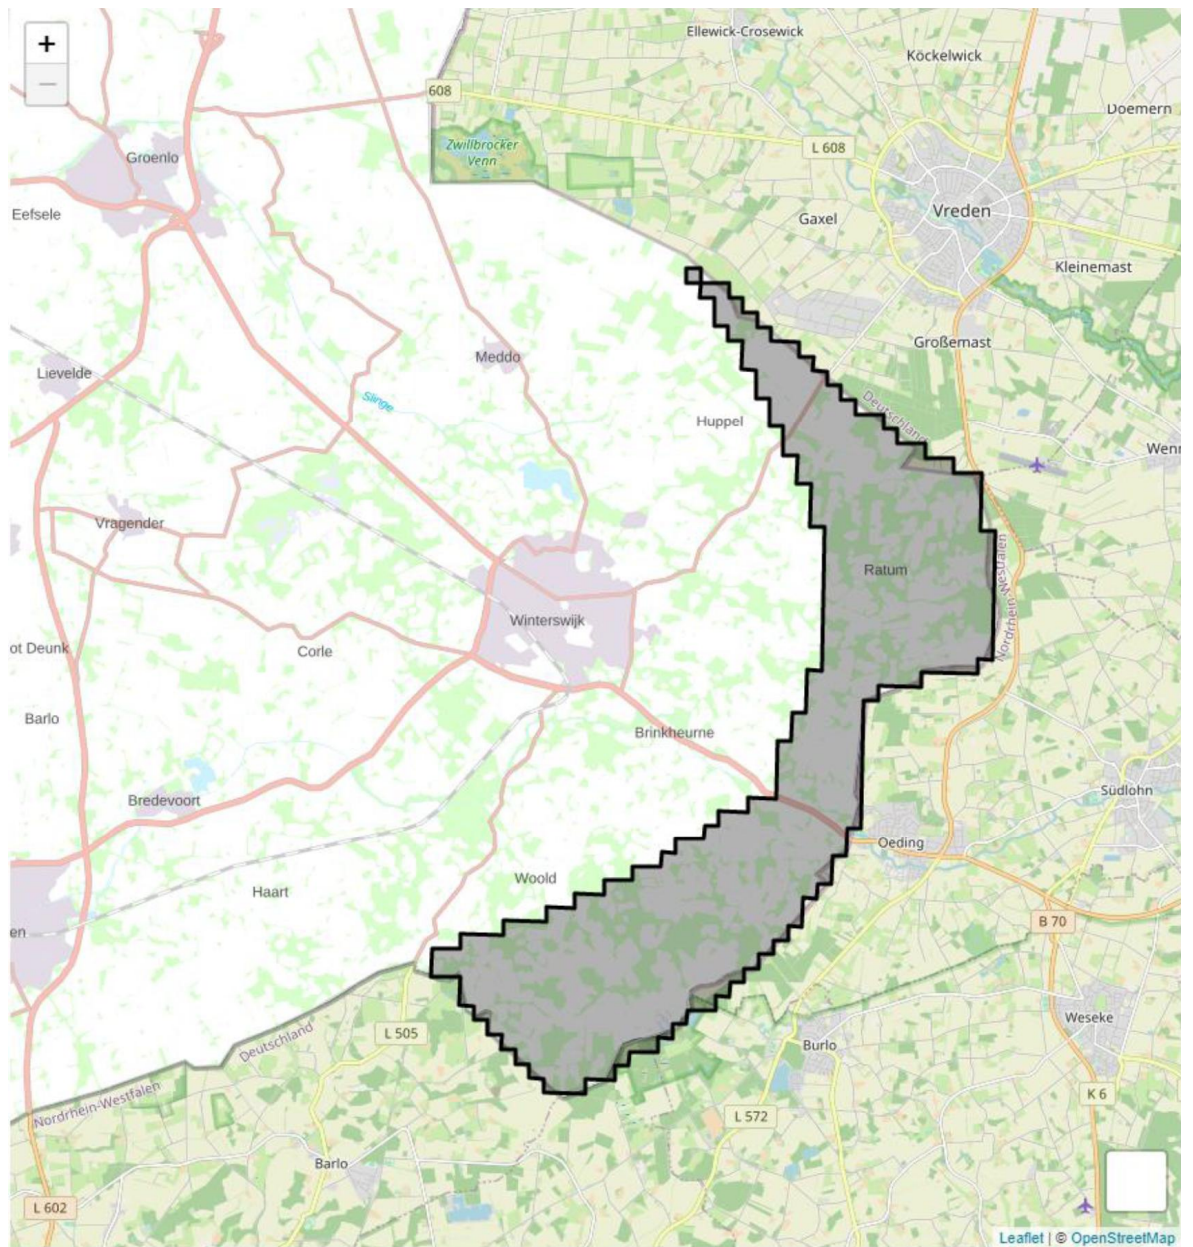 +
Ellewick-Crosewick
Köckelwick
−
608
Doemern
Zwillbrocker
Venn
L 608
Groenlo
Eefsele
Vreden
Gaxel
Kleinemast
Großemast
Meddo
Lievelde
Slinge
Huppel
Deutschland
Wenn
Vragender
Ratum
Nordrhein-Westfalen
Winterswijk
ot Deunk
Corle
Barlo
Brinkheurne
Bredevoort
Südlohn
Oeding
Woold
Haart
en
B 70
Weseke
L 505
Deutschland
Burlo
Nordrhein-Westfalen
K 6
L 572
Barlo
L 602
Leaflet | © OpenStreetMap